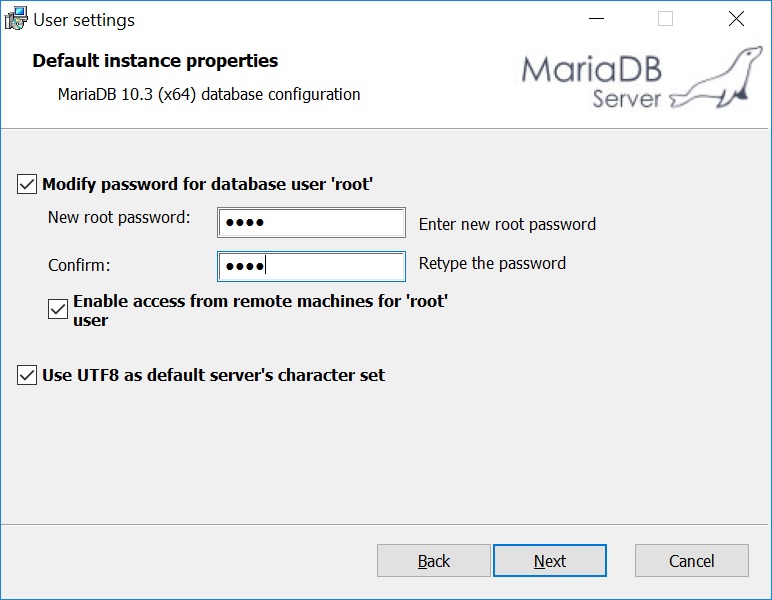 User settings
Default instance properties
MariaDB 10.3 (x64) database configuration
MariaDB
Server
Modify password for database user 'root'
New root password:
●●●●
Enter new root password
Confirm:
●●●●
Retype the password
Enable access from remote machines for 'root'
user
Use UTF8 as default server's character set
Back
Next
Cancel